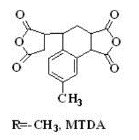 O O O
O O
O O
CH₃
R=-CH₃, MTDA